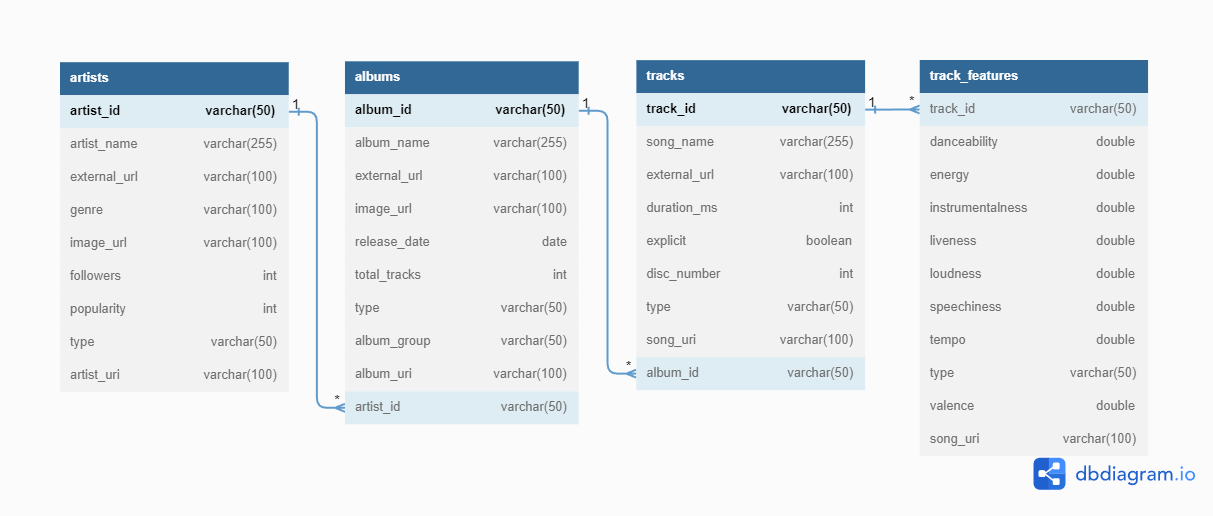 artists
artist_id varchar(50)
artist_name varchar(255)
external_url varchar(100)
genre varchar(100)
image_url varchar(100)
followers int
popularity int
type varchar(50)
artist_uri varchar(100)
1
*
albums
album_id varchar(50)
album_name varchar(255)
external_url varchar(100)
image_url varchar(100)
release_date date
total_tracks int
type varchar(50)
album_group varchar(50)
album_uri varchar(100)
artist_id varchar(50)
1
*
tracks
track_id varchar(50)
song_name varchar(255)
external_url varchar(100)
duration_ms int
explicit boolean
disc_number int
type varchar(50)
song_uri varchar(100)
album_id varchar(50)
1
*
track_features
track_id varchar(50)
danceability double
energy double
instrumentalness double
liveness double
loudness double
speechiness double
tempo double
type varchar(50)
valence double
song_uri varchar(100)
dbdiagram.io